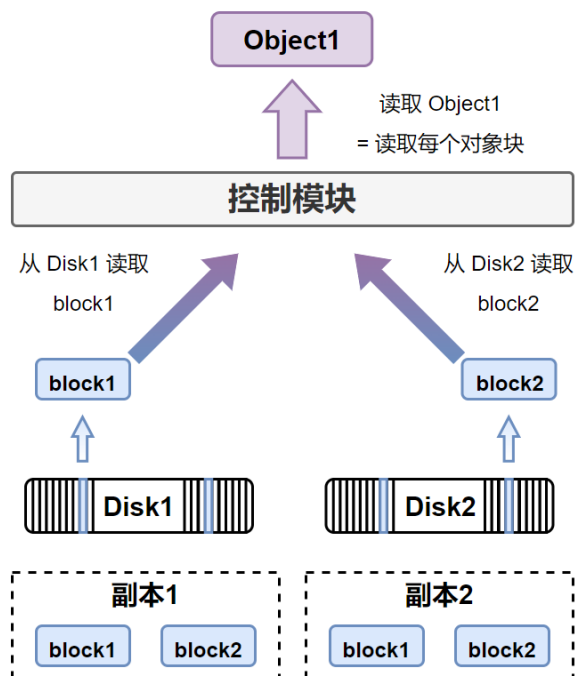 Object1
读取 Object1
= 读取每个对象块
控制模块
从 Disk1 读取
block1
从 Disk2 读取
block2
block1
block2
Disk1
Disk2
副本1
副本2
block1
block2
block1
block2